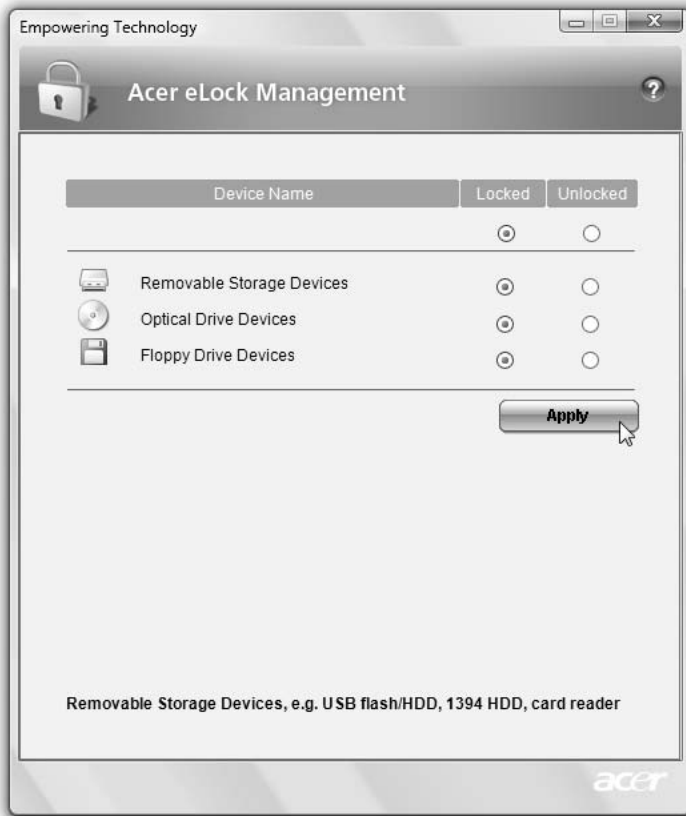 Empowering Technology
Acer eLock Management
Device Name Locked Unlocked
Removable Storage Devices
Optical Drive Devices
Floppy Drive Devices
Apply
Removable Storage Devices, e.g. USB flash/HDD, 1394 HDD, card reader
acer